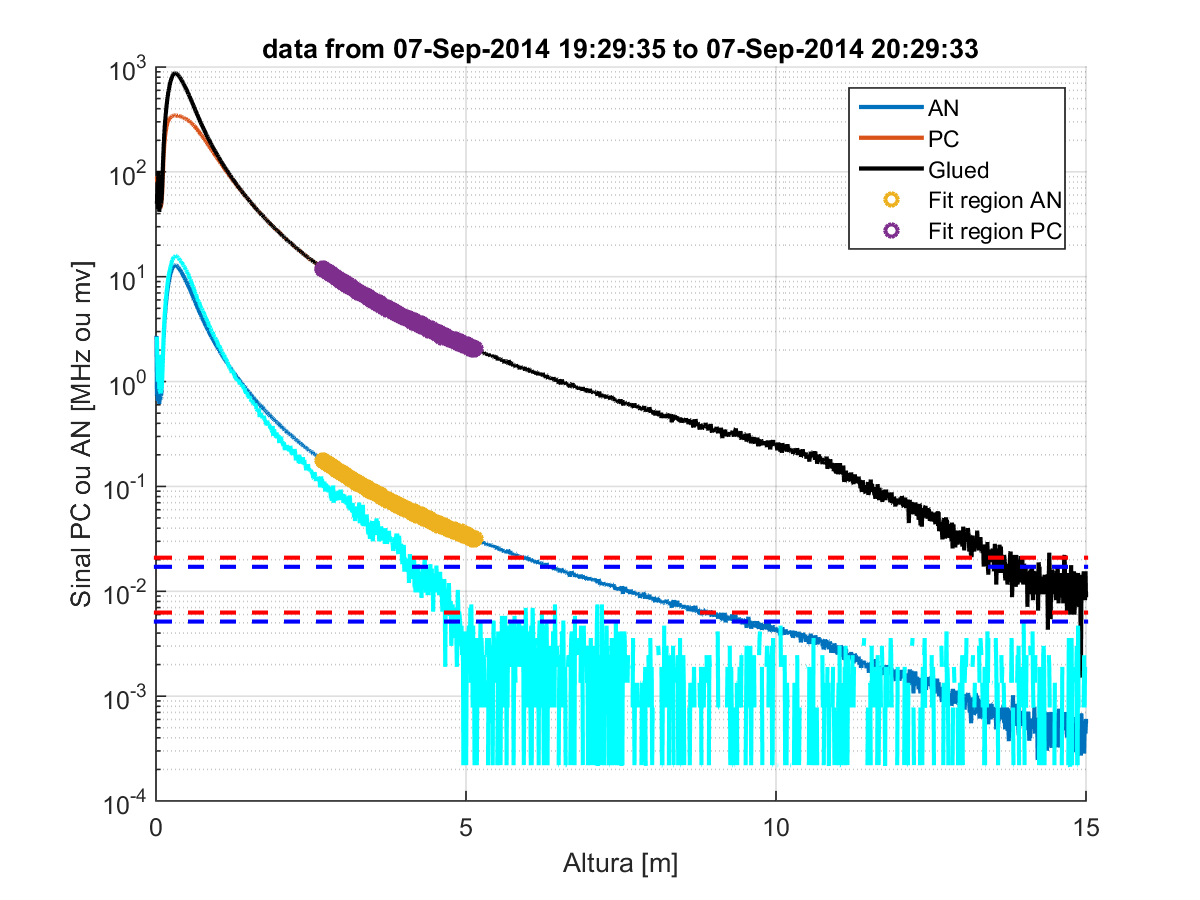 data from 07-Sep-2014 19:29:35 to 07-Sep-2014 20:29:33
AN
PC
Glued
Fit region AN
Fit region PC
Sinal PC ou AN [MHz ou mv]
10^3
10^2
10^1
10^0
10^-1
10^-2
10^-3
10^-4
0 5 10 15
Altura [m]